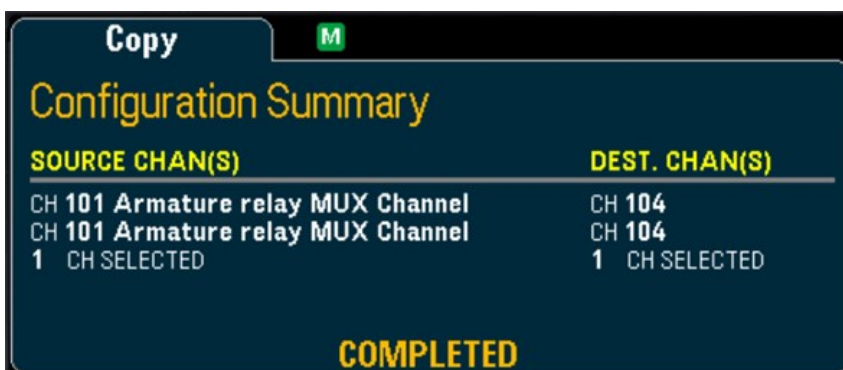 Copy M
Configuration Summary
SOURCE CHAN(S) DEST. CHAN(S)
CH 101 Armature relay MUX Channel CH 104
CH 101 Armature relay MUX Channel CH 104
1 CH SELECTED 1 CH SELECTED
COMPLETED